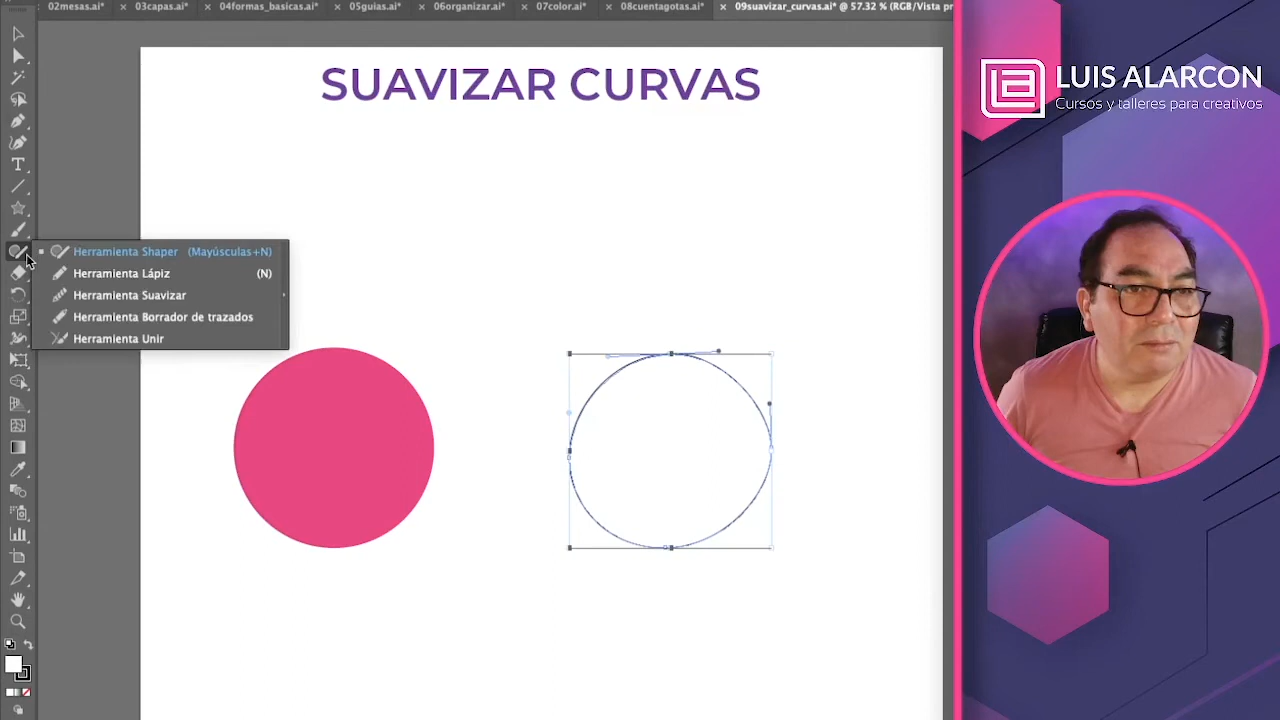 02mesas.ai* × 03capas.ai* × 04formas_basicas.ai* × 05guias.ai* × 06organizar.ai* × 07color.ai* × 08cuentagotas.ai* × 09suavizar_curvas.ai* @ 57.32 % (RGB/Vista pr
SUAVIZAR CURVAS
LUIS ALARCON
Cursos y talleres para creativos
Herramienta Shaper (Mayúsculas+N)
Herramienta Lápiz (N)
Herramienta Suavizar
Herramienta Borrador de trazados
Herramienta Unir